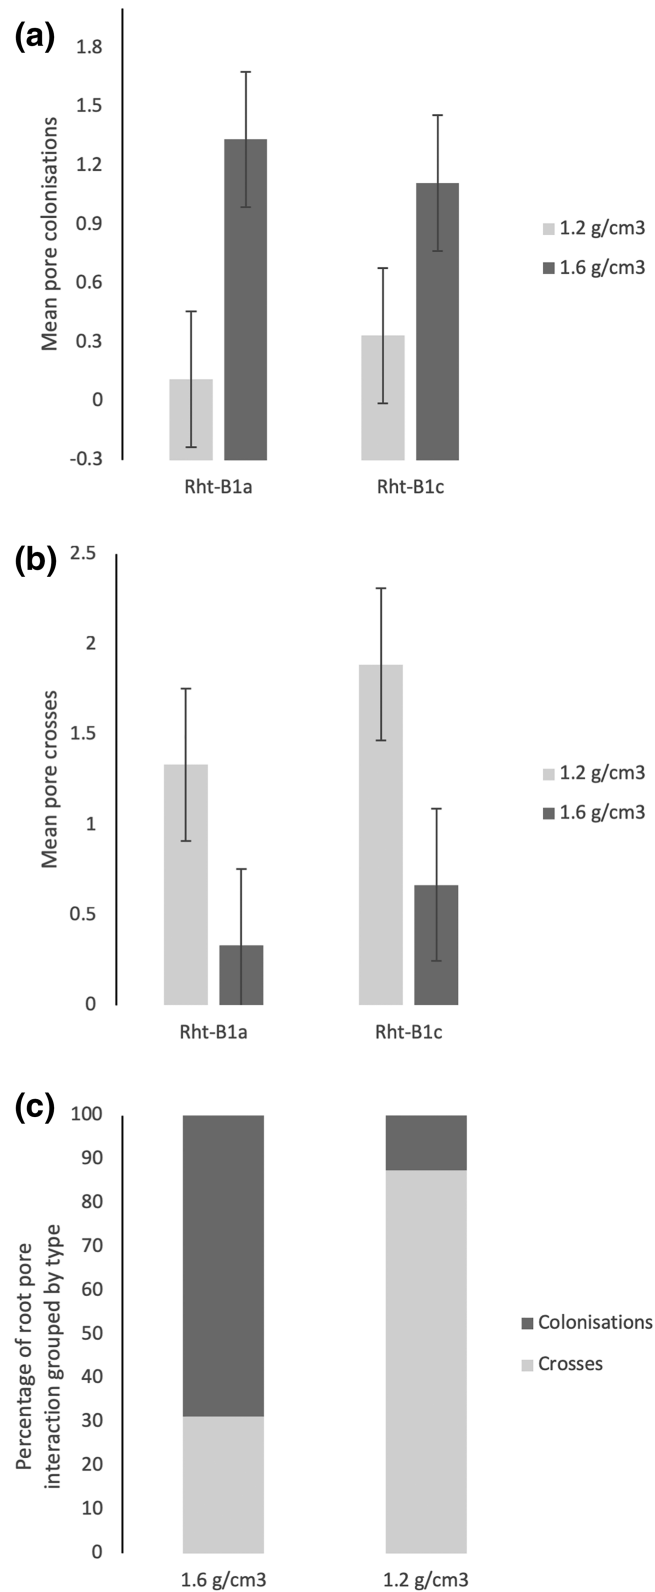 (a)
Mean pore colonisations
1.8
1.5
1.2
0.9
0.6
0.3
0
-0.3
Rht-B1a
Rht-B1c
1.2 g/cm3
1.6 g/cm3
(b)
Mean pore crosses
2.5
2
1.5
1
0.5
0
Rht-B1a
Rht-B1c
1.2 g/cm3
1.6 g/cm3
(c)
Percentage of root pore
interaction grouped by type
100
90
80
70
60
50
40
30
20
10
0
1.6 g/cm3
1.2 g/cm3
Colonisations
Crosses